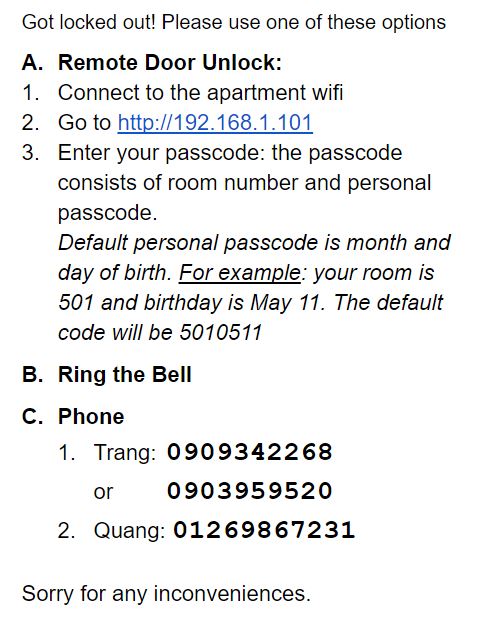 Got locked out! Please use one of these options
A. Remote Door Unlock:
1. Connect to the apartment wifi
2. Go to http://192.168.1.101
3. Enter your passcode: the passcode
consists of room number and personal
passcode.
Default personal passcode is month and
day of birth. For example: your room is
501 and birthday is May 11. The default
code will be 5010511
B. Ring the Bell
C. Phone
1. Trang: 0909342268
or 0903959520
2. Quang: 01269867231
Sorry for any inconveniences.